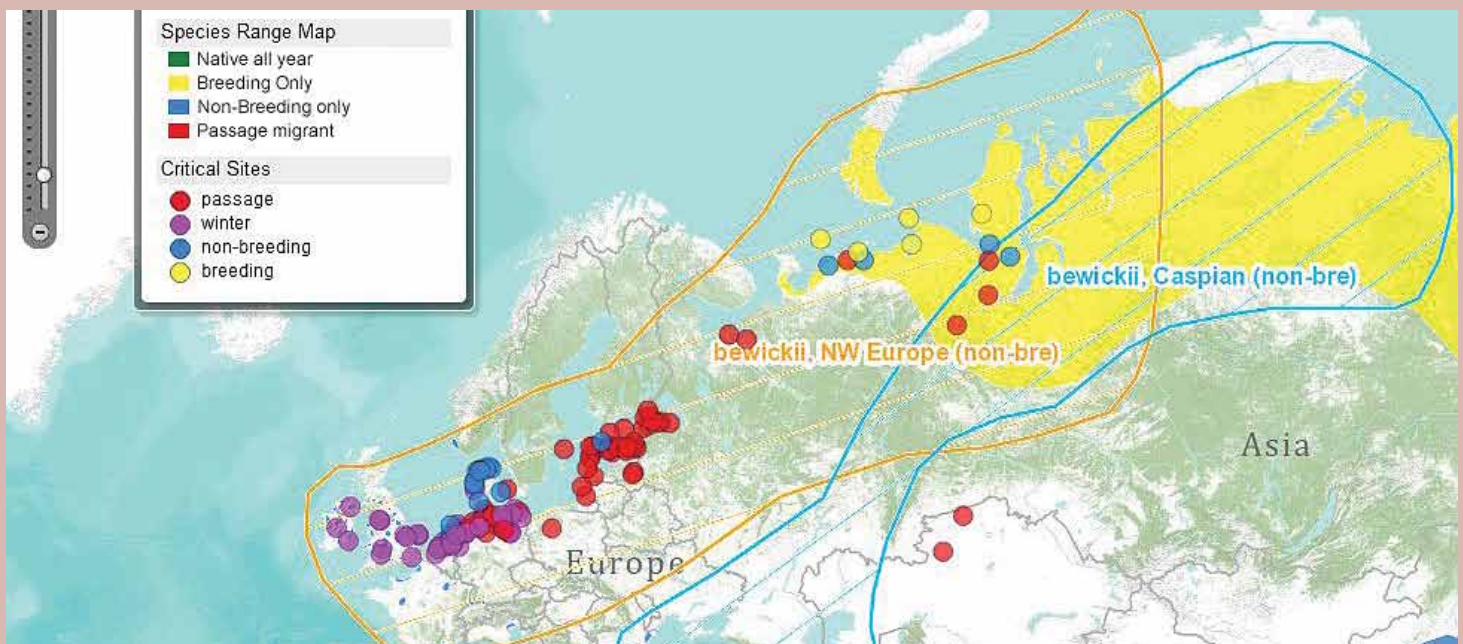 Species Range Map
Native all year
Breeding Only
Non-Breeding only
Passage migrant
Critical Sites
passage
winter
non-breeding
breeding
bewickii, Caspian (non-bre)
bewickii, NW Europe (non-bre)
Asia
Europe